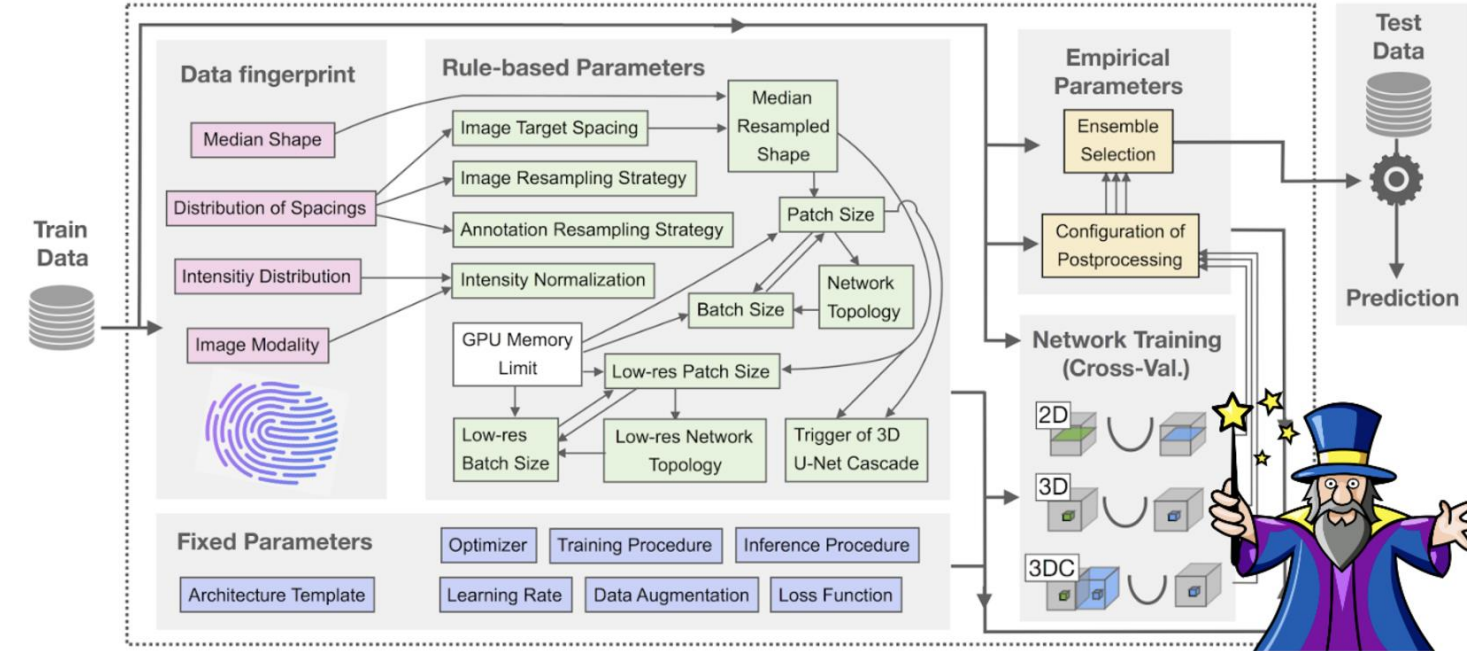 Train
Data
Data fingerprint
Median Shape
Distribution of Spacings
Intensitiy Distribution
Image Modality
Rule-based Parameters
Image Target Spacing
Image Resampling Strategy
Annotation Resampling Strategy
Intensity Normalization
Median
Resampled
Shape
Patch Size
Network
Topology
Batch Size
GPU Memory
Limit
Low-res Patch Size
Low-res
Batch Size
Low-res Network
Topology
Trigger of 3D
U-Net Cascade
Fixed Parameters
Optimizer
Training Procedure
Inference Procedure
Architecture Template
Learning Rate
Data Augmentation
Loss Function
Empirical
Parameters
Ensemble
Selection
Configuration of
Postprocessing
Network Training
(Cross-Val.)
2D
3D
3DC
Test
Data
Prediction